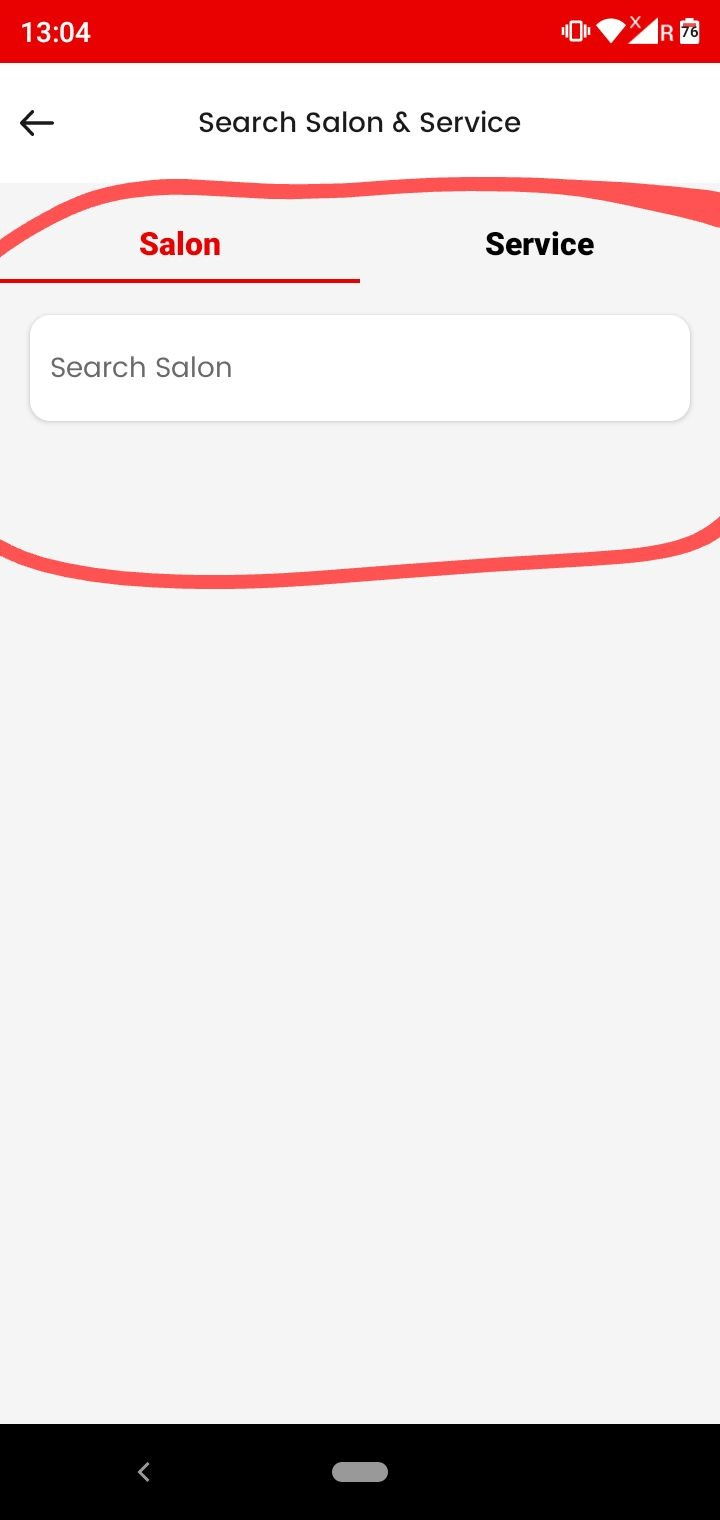 13:04
R 76
Search Salon & Service
Salon Service
Search Salon